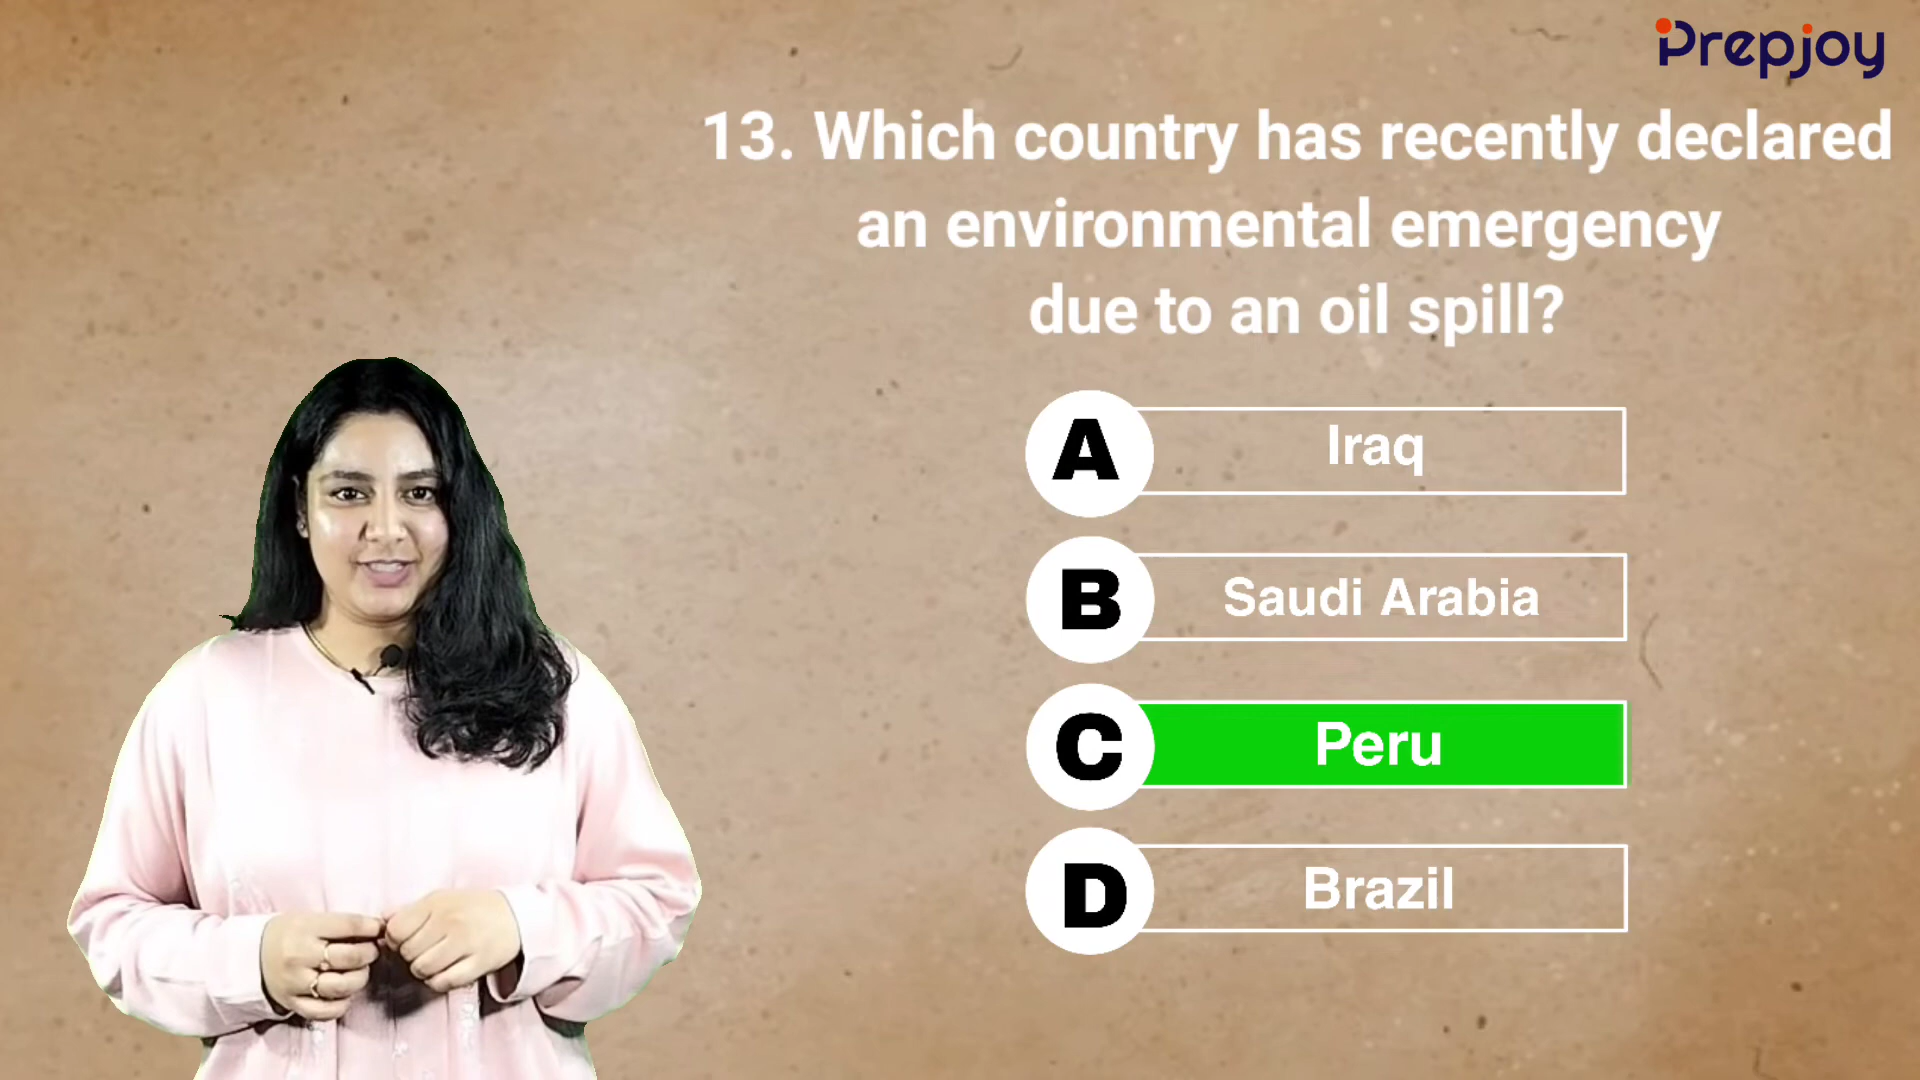 Prepjoy
13. Which country has recently declared
an environmental emergency
due to an oil spill?
A Iraq
B Saudi Arabia
C Peru
D Brazil